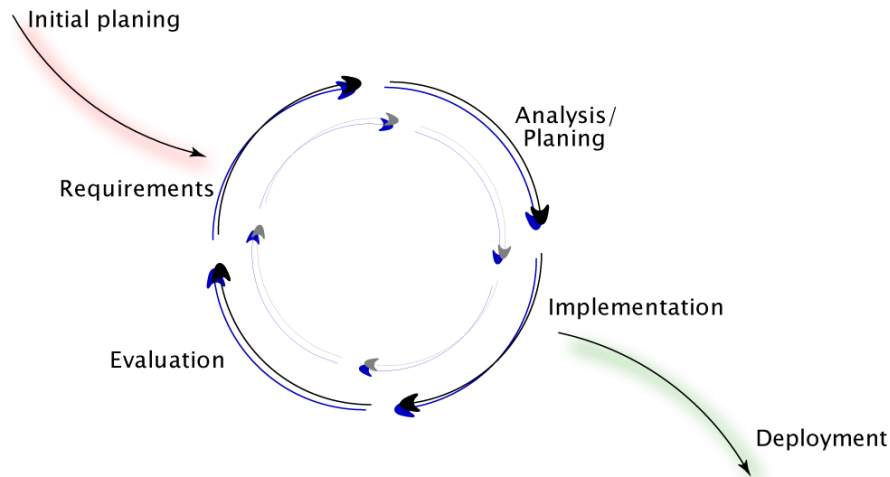 Initial planing
Analysis/
Planing
Requirements
Implementation
Evaluation
Deployment